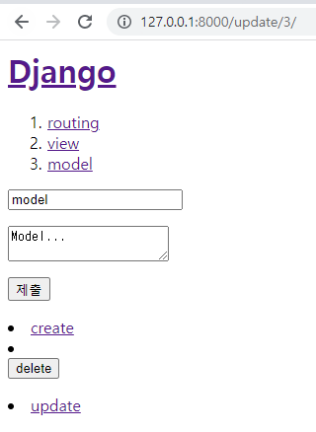 127.0.0.1:8000/update/3/
Django
1. routing
2. view
3. model
model
Model...
제출
create
delete
update